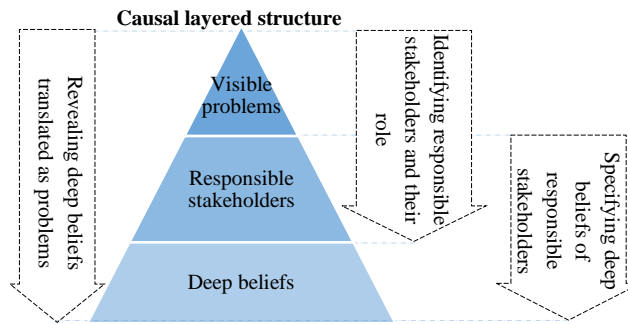 Causal layered structure
Visible
problems
Responsible
stakeholders
Deep beliefs
Revealing deep beliefs
translated as problems
Identifying responsible
stakeholders and their
role
Specifying deep
beliefs of
responsible
stakeholders